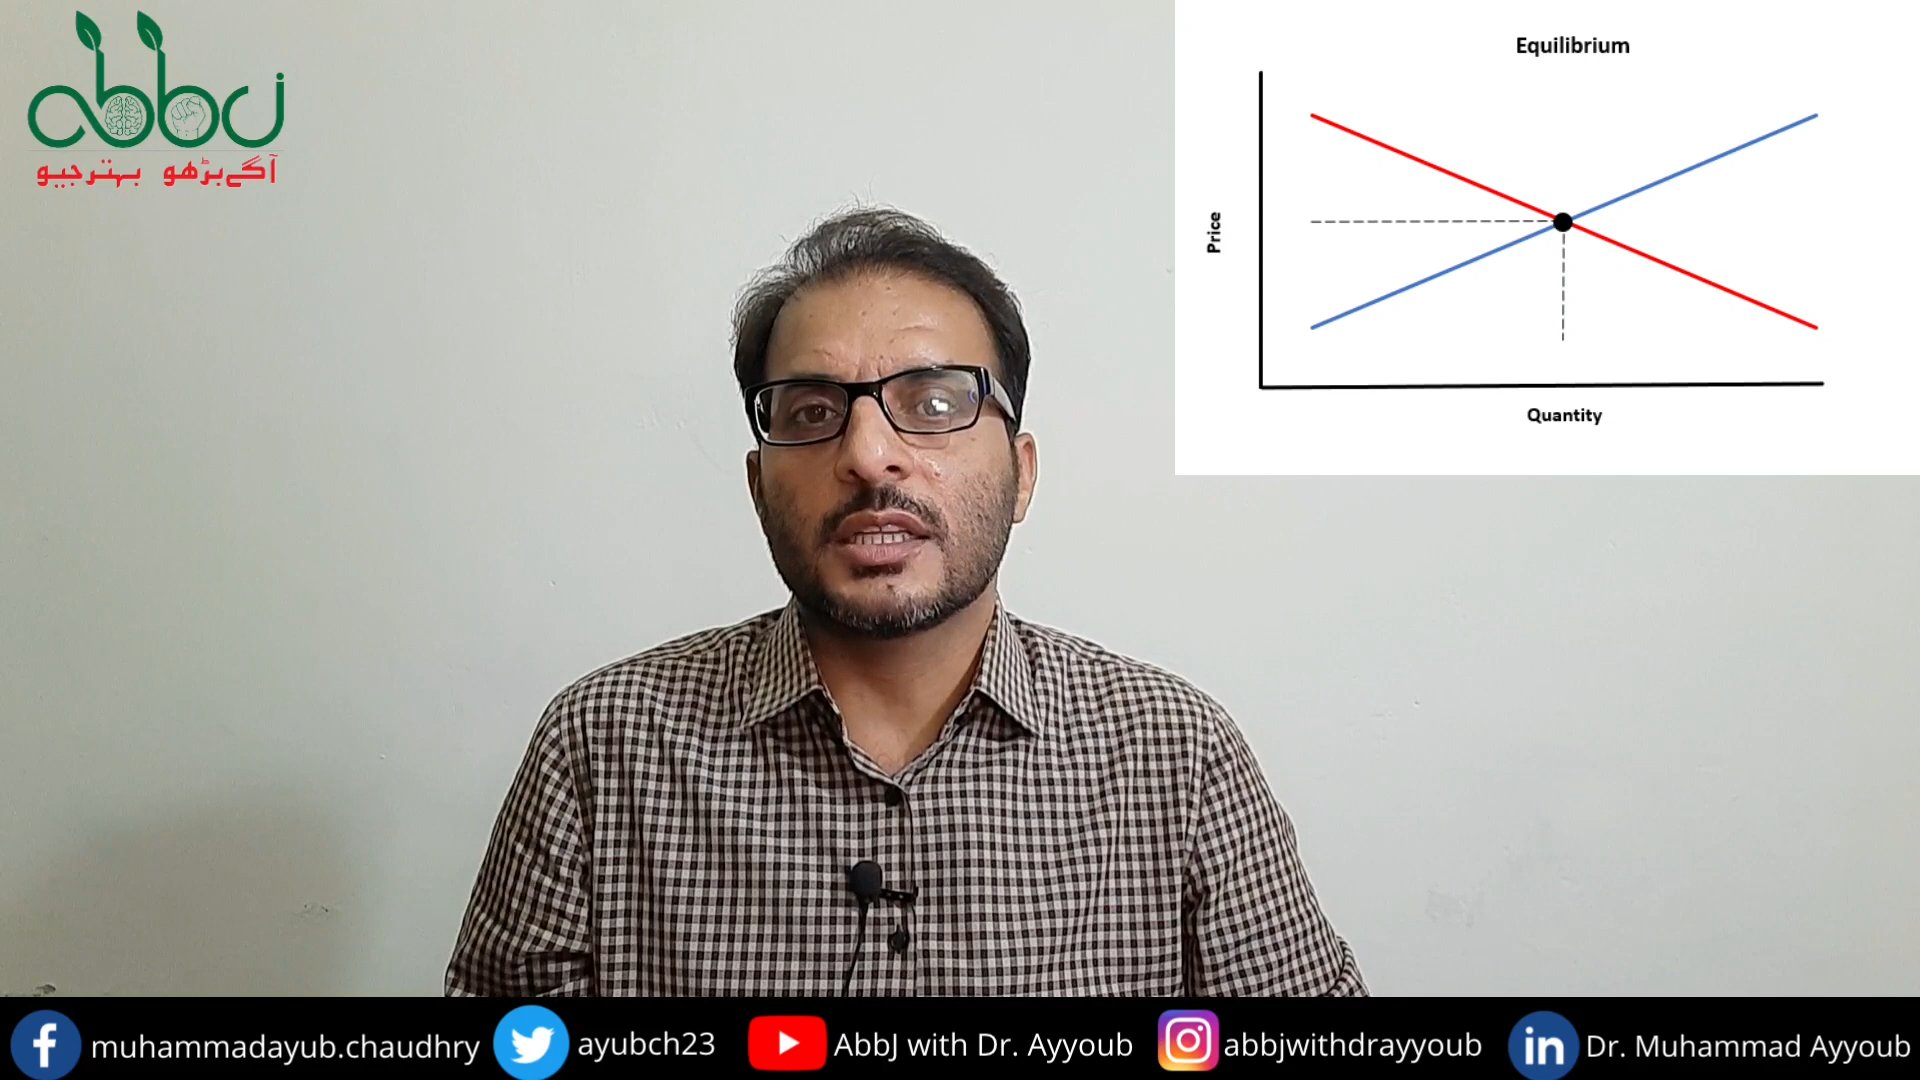 abbJ
آگے بڑھو بہتر جیو
Equilibrium
Price
Quantity
muhammadayub.chaudhry
ayubch23
AbbJ with Dr. Ayyoub
abbjwithdrayyoub
Dr. Muhammad Ayyoub